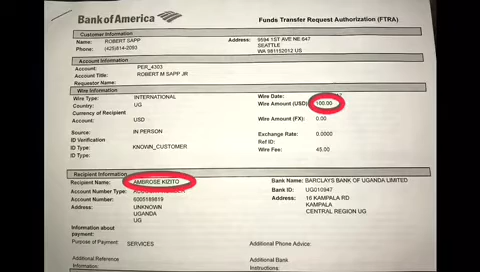 Bank of America
Funds Transfer Request Authorization (FTRA)
Customer Information
Name: ROBERT SAPP
Address: 9594 1ST AVE NE 647
Phone: (425)614-2083
SEATTLE
WA 981152012 US
Account Information
Account: PER_4303
Account Title: ROBERT M SAPP JR
Requestor Name:
Wire Information
Wire Type: INTERNATIONAL
Wire Date:
Country: UG
Wire Amount (USD): 100.00
Currency of Recipient
Account: USD
Wire Amount (FX): 0.00
Source: IN PERSON
Exchange Rate: 0.0000
ID Verification
Ref ID:
ID Type: KNOWN_CUSTOMER
Wire Fee: 45.00
ID Type:
Recipient Information
Recipient Name: AMBROSE KIZITO
Bank Name: BARCLAYS BANK OF UGANDA LIMITED
Account Number Type:
Bank ID: UG010947
Account Number: 6005169819
Address: 16 KAMPALA RD
Address: UNKNOWN
KAMPALA
UGANDA
CENTRAL REGION UG
UG
Information about
payment:
Purpose of Payment SERVICES
Additional Phone Advice:
Additional Reference
Information:
Additional Bank
Instructions: